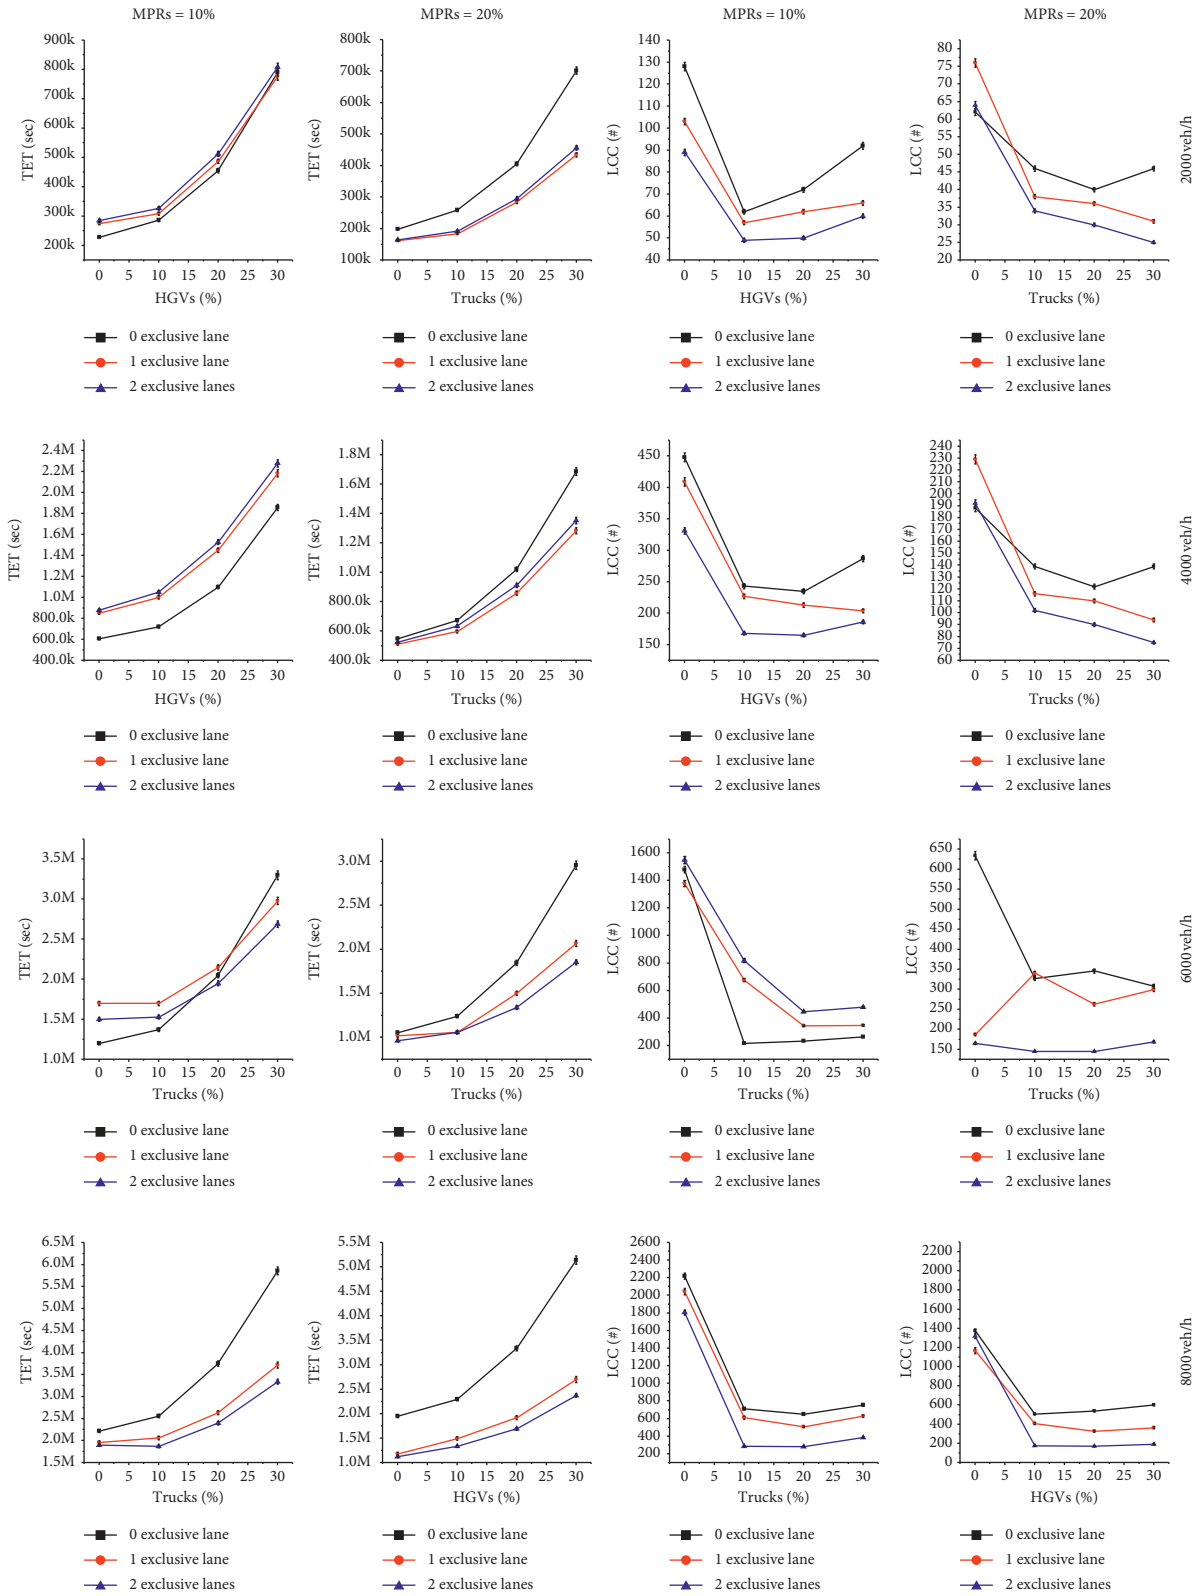 MPRs = 10%
MPRs = 20%
MPRs = 10%
MPRs = 20%
900k
800k
700k
600k
500k
400k
300k
200k
TET (sec)
0 5 10 15 20 25 30
HGVs (%)
0 exclusive lane
1 exclusive lane
2 exclusive lanes
800k
700k
600k
500k
400k
300k
200k
100k
TET (sec)
0 5 10 15 20 25 30
Trucks (%)
0 exclusive lane
1 exclusive lane
2 exclusive lanes
140
130
120
110
100
90
80
70
60
50
40
LCC (#)
0 5 10 15 20 25 30
HGVs (%)
0 exclusive lane
1 exclusive lane
2 exclusive lanes
80
75
70
65
60
55
50
45
40
35
30
25
20
LCC (#)
0 5 10 15 20 25 30
Trucks (%)
0 exclusive lane
1 exclusive lane
2 exclusive lanes
2000veh/h
2.4M
2.2M
2.0M
1.8M
1.6M
1.4M
1.2M
1.0M
800.0k
600.0k
400.0k
TET (sec)
0 5 10 15 20 25 30
HGVs (%)
0 exclusive lane
1 exclusive lane
2 exclusive lanes
1.8M
1.6M
1.4M
1.2M
1.0M
800.0k
600.0k
400.0k
TET (sec)
0 5 10 15 20 25 30
Trucks (%)
0 exclusive lane
1 exclusive lane
2 exclusive lanes
450
400
350
300
250
200
150
LCC (#)
0 5 10 15 20 25 30
HGVs (%)
0 exclusive lane
1 exclusive lane
2 exclusive lanes
240
230
220
210
200
190
180
170
160
150
140
130
120
110
100
90
80
70
60
LCC (#)
0 5 10 15 20 25 30
Trucks (%)
0 exclusive lane
1 exclusive lane
2 exclusive lanes
4000veh/h
3.5M
3.0M
2.5M
2.0M
1.5M
1.0M
TET (sec)
0 5 10 15 20 25 30
Trucks (%)
0 exclusive lane
1 exclusive lane
2 exclusive lanes
3.0M
2.5M
2.0M
1.5M
1.0M
TET (sec)
0 5 10 15 20 25 30
Trucks (%)
0 exclusive lane
1 exclusive lane
2 exclusive lanes
1600
1400
1200
1000
800
600
400
200
LCC (#)
0 5 10 15 20 25 30
Trucks (%)
0 exclusive lane
1 exclusive lane
2 exclusive lanes
650
600
550
500
450
400
350
300
250
200
150
LCC (#)
0 5 10 15 20 25 30
Trucks (%)
0 exclusive lane
1 exclusive lane
2 exclusive lanes
6000veh/h
6.5M
6.0M
5.5M
5.0M
4.5M
4.0M
3.5M
3.0M
2.5M
2.0M
1.5M
TET (sec)
0 5 10 15 20 25 30
Trucks (%)
0 exclusive lane
1 exclusive lane
2 exclusive lanes
5.5M
5.0M
4.5M
4.0M
3.5M
3.0M
2.5M
2.0M
1.5M
1.0M
TET (sec)
0 5 10 15 20 25 30
HGVs (%)
0 exclusive lane
1 exclusive lane
2 exclusive lanes
2600
2400
2200
2000
1800
1600
1400
1200
1000
800
600
400
200
LCC (#)
0 5 10 15 20 25 30
Trucks (%)
0 exclusive lane
1 exclusive lane
2 exclusive lanes
2200
2000
1800
1600
1400
1200
1000
800
600
400
200
0
LCC (#)
0 5 10 15 20 25 30
HGVs (%)
0 exclusive lane
1 exclusive lane
2 exclusive lanes
8000veh/h